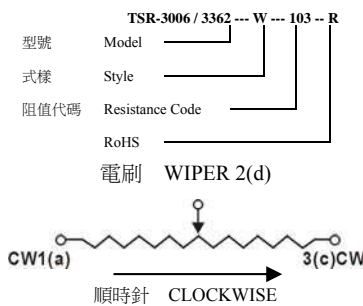 TSR-3006 / 3362 --- W --- 103 -- R
型號 Model
式樣 Style
阻值代碼 Resistance Code
RoHS
電刷 WIPER 2(d)
CW1(a) 3(c)CW
順時針 CLOCKWISE